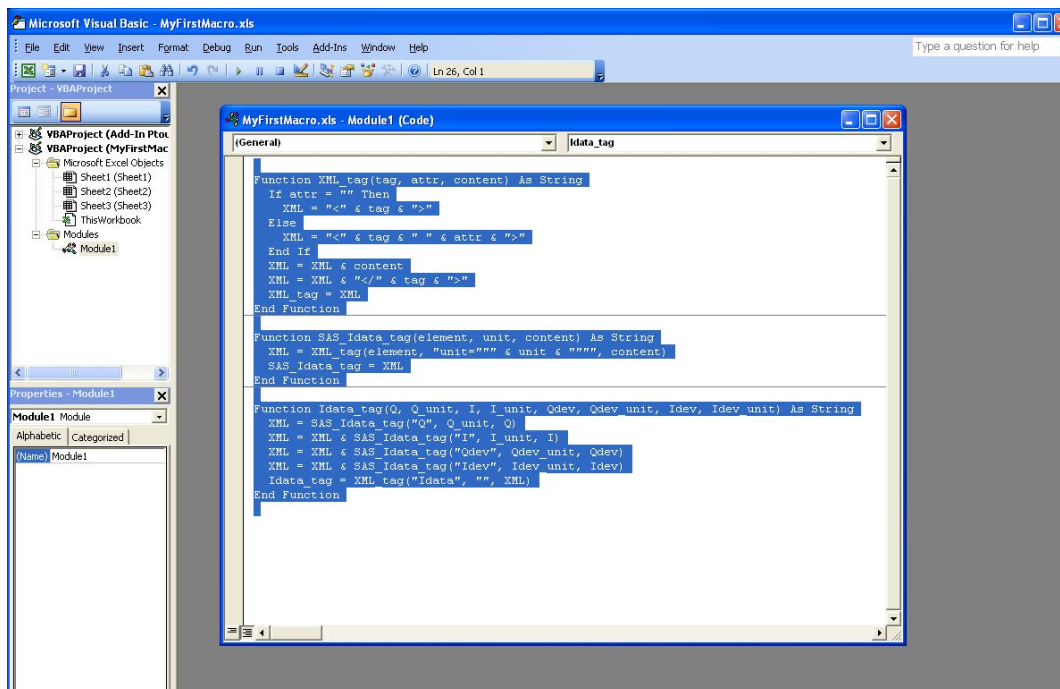 Microsoft Visual Basic - MyFirstMacro.xls
File Edit View Insert Format Debug Run Tools Add-Ins Window Help
Type a question for help
Ln 26, Col 1
Project - VBAProject
VBAProject (Add-In Ptou
VBAProject (MyFirstMac
Microsoft Excel Objects
Sheet1 (Sheet1)
Sheet2 (Sheet2)
Sheet3 (Sheet3)
ThisWorkbook
Modules
Module1
Properties - Module1
Module1 Module
Alphabetic Categorized
(Name) Module1
MyFirstMacro.xls - Module1 (Code)
(General) Idata_tag
Function XML_tag(tag, attr, content) As String
If attr = "" Then
XML = "<" & tag & ">"
Else
XML = "<" & tag & " " & attr & ">"
End If
XML = XML & content
XML = XML & "</" & tag & ">"
XML_tag = XML
End Function
Function SAS_Idata_tag(element, unit, content) As String
XML = XML_tag(element, "unit=""" & unit & """", content)
SAS_Idata_tag = XML
End Function
Function Idata_tag(Q, Q_unit, I, I_unit, Qdev, Qdev_unit, Idev, Idev_unit) As String
XML = SAS_Idata_tag("Q", Q_unit, Q)
XML = XML & SAS_Idata_tag("I", I_unit, I)
XML = XML & SAS_Idata_tag("Qdev", Qdev_unit, Qdev)
XML = XML & SAS_Idata_tag("Idev", Idev_unit, Idev)
Idata_tag = XML_tag("Idata", "", XML)
End Function